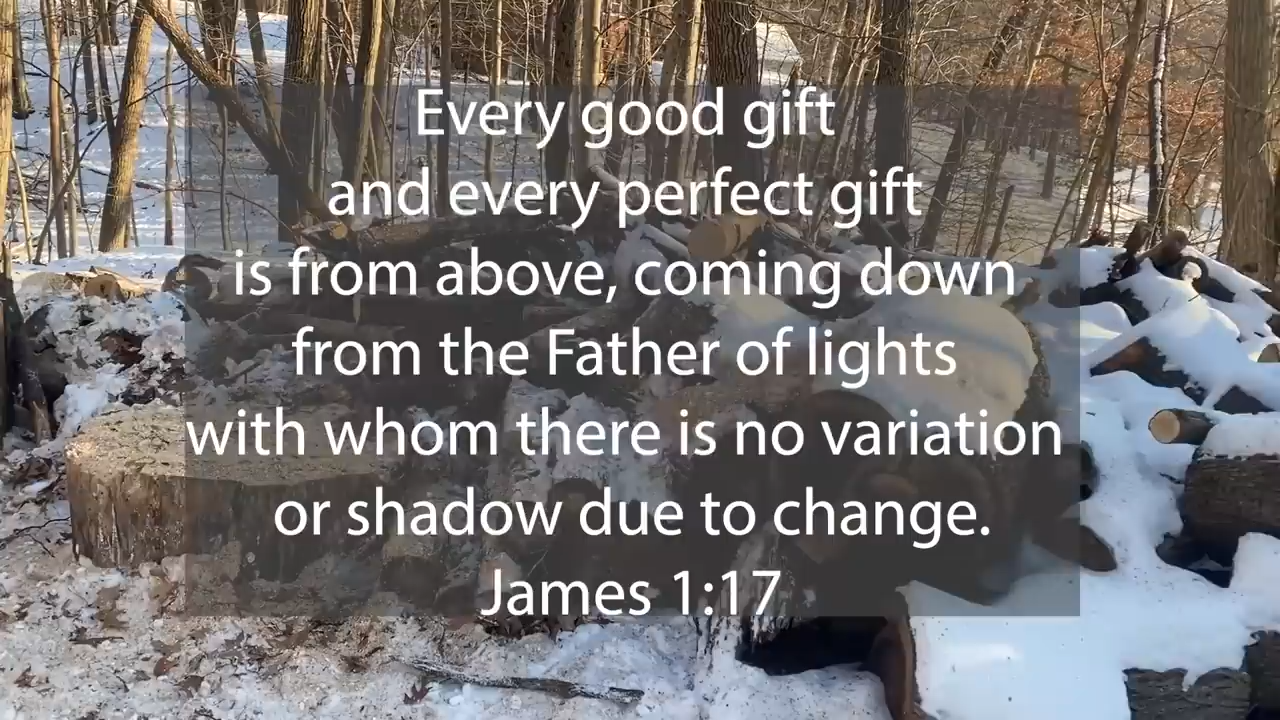 Every good gift
and every perfect gift
is from above, coming down
from the Father of lights
with whom there is no variation
or shadow due to change.
James 1:17